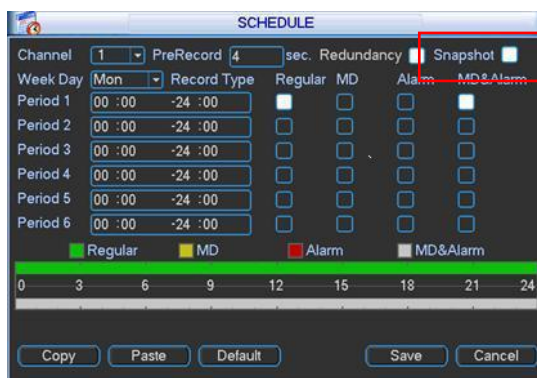 SCHEDULE
Channel 1 PreRecord 4 sec. Redundancy Snapshot
Week Day Mon Record Type Regular MD Alarm MD&Alarm
Period 1 00 :00 -24 :00
Period 2 00 :00 -24 :00
Period 3 00 :00 -24 :00
Period 4 00 :00 -24 :00
Period 5 00 :00 -24 :00
Period 6 00 :00 -24 :00
Regular MD Alarm MD&Alarm
0 3 6 9 12 15 18 21 24
Copy Paste Default Save Cancel